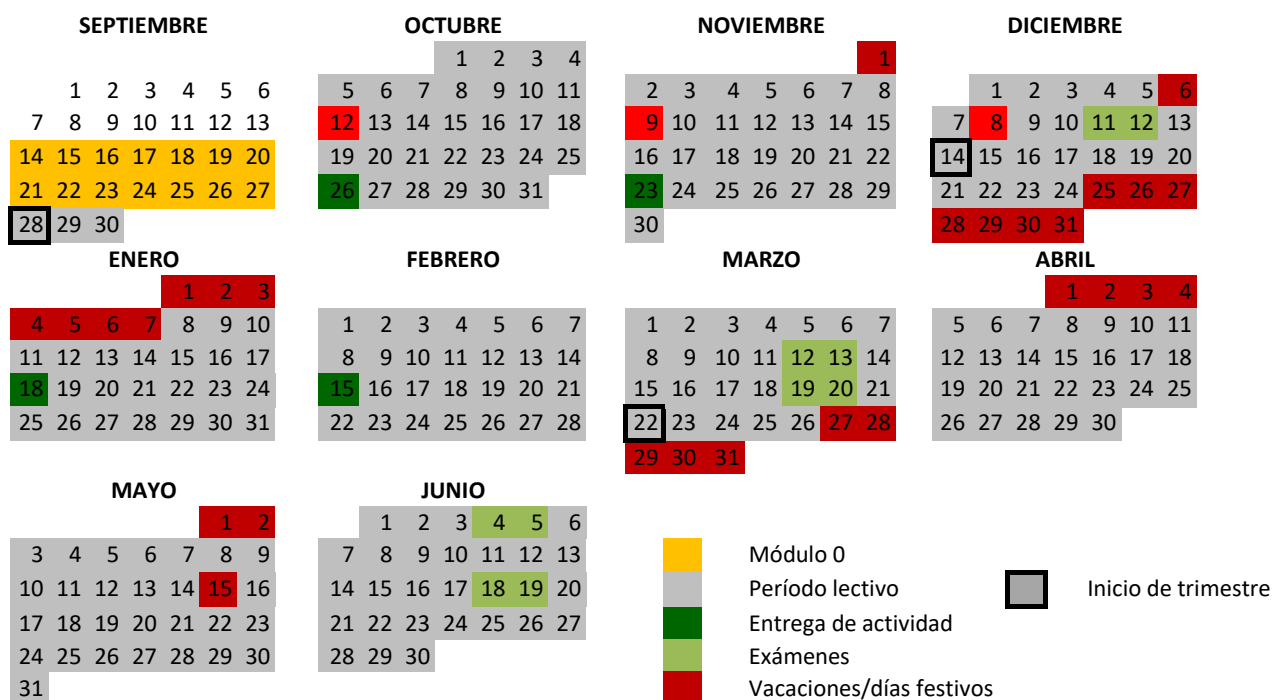 SEPTIEMBRE OCTUBRE NOVIEMBRE DICIEMBRE
1 2 3 4 1
1 2 3 4 5 6 5 6 7 8 9 10 11 2 3 4 5 6 7 8 1 2 3 4 5 6
7 8 9 10 11 12 13 12 13 14 15 16 17 18 9 10 11 12 13 14 15 7 8 9 10 11 12 13
14 15 16 17 18 19 20 19 20 21 22 23 24 25 16 17 18 19 20 21 22 14 15 16 17 18 19 20
21 22 23 24 25 26 27 26 27 28 29 30 31 23 24 25 26 27 28 29 21 22 23 24 25 26 27
28 29 30 30 28 29 30 31
ENERO FEBRERO MARZO ABRIL
1 2 3 1 2 3 4
4 5 6 7 8 9 10 1 2 3 4 5 6 7 1 2 3 4 5 6 7 5 6 7 8 9 10 11
11 12 13 14 15 16 17 8 9 10 11 12 13 14 8 9 10 11 12 13 14 12 13 14 15 16 17 18
18 19 20 21 22 23 24 15 16 17 18 19 20 21 15 16 17 18 19 20 21 19 20 21 22 23 24 25
25 26 27 28 29 30 31 22 23 24 25 26 27 28 22 23 24 25 26 27 28 26 27 28 29 30
29 30 31
MAYO JUNIO
1 2 1 2 3 4 5 6
3 4 5 6 7 8 9 7 8 9 10 11 12 13 Módulo 0
10 11 12 13 14 15 16 14 15 16 17 18 19 20 Período lectivo Inicio de trimestre
17 18 19 20 21 22 23 21 22 23 24 25 26 27 Entrega de actividad
24 25 26 27 28 29 30 28 29 30 Exámenes
31 Vacaciones/días festivos